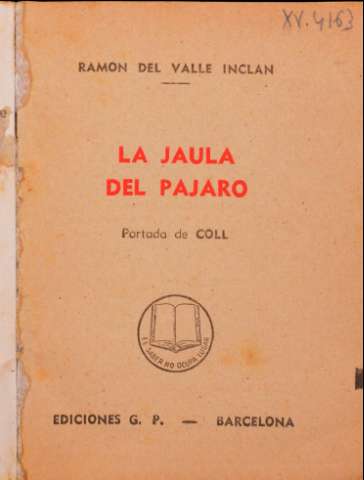 XV.4163
RAMON DEL VALLE INCLAN
LA JAULA
DEL PAJARO
Portada de COLL
EL SABER NO OCUPA LUGAR
EDICIONES G. P. — BARCELONA